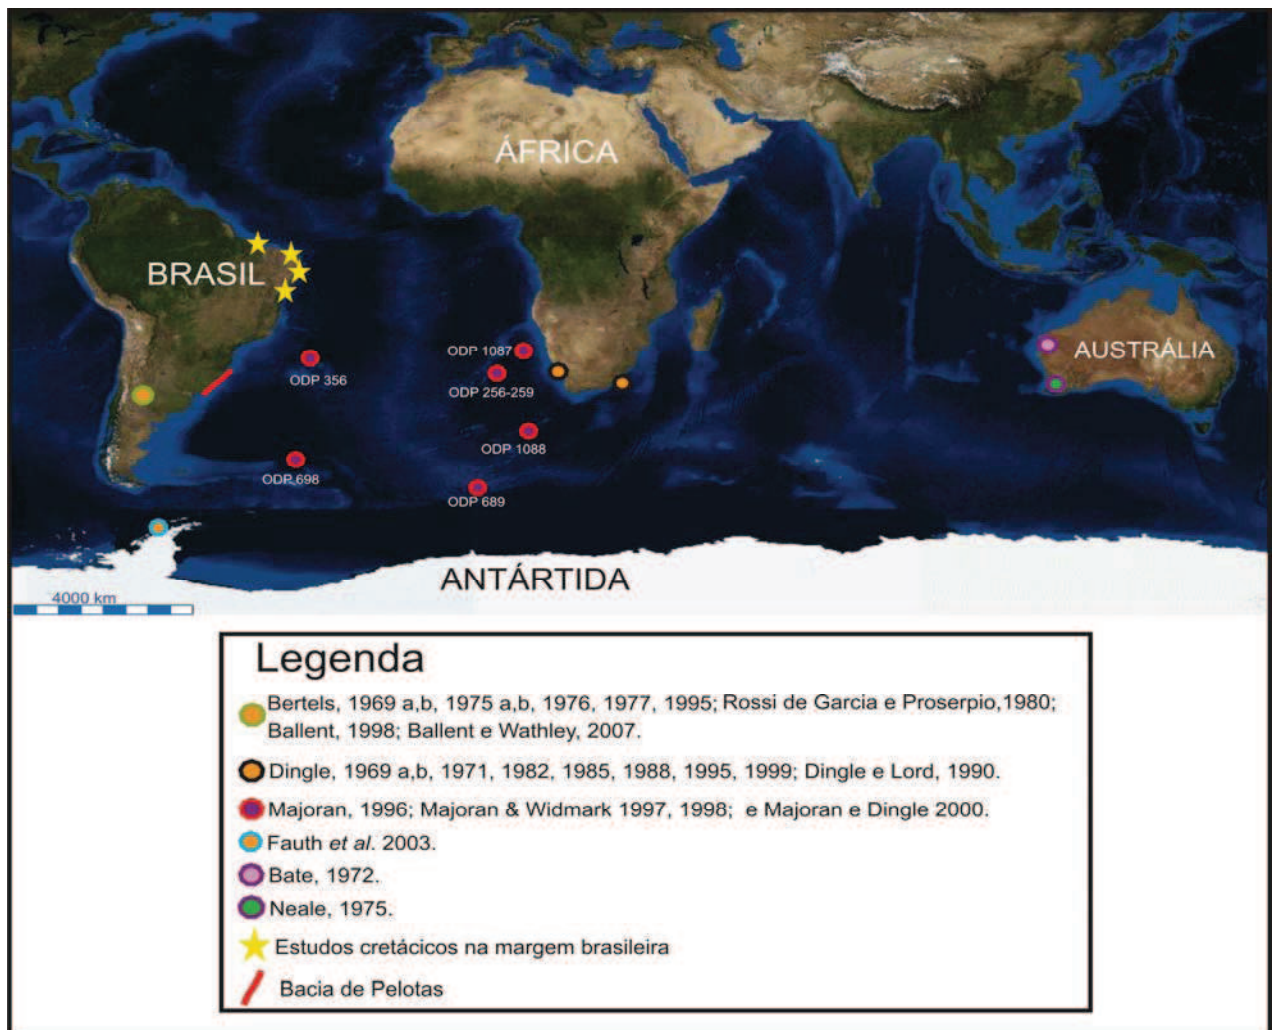 ÁFRICA
BRASIL
ODP 1087
ODP 356
ODP 256-259
AUSTRÁLIA
ODP 1088
ODP 698
ODP 689
ANTÁRTIDA
4000 km
Legenda
Bertels, 1969 a,b, 1975 a,b, 1976, 1977, 1995; Rossi de Garcia e Proserpio,1980;
Ballent, 1998; Ballent e Wathley, 2007.
Dingle, 1969 a,b, 1971, 1982, 1985, 1988, 1995, 1999; Dingle e Lord, 1990.
Majoran, 1996; Majoran & Widmark 1997, 1998; e Majoran e Dingle 2000.
Fauth et al. 2003.
Bate, 1972.
Neale, 1975.
Estudos cretácicos na margem brasileira
Bacia de Pelotas